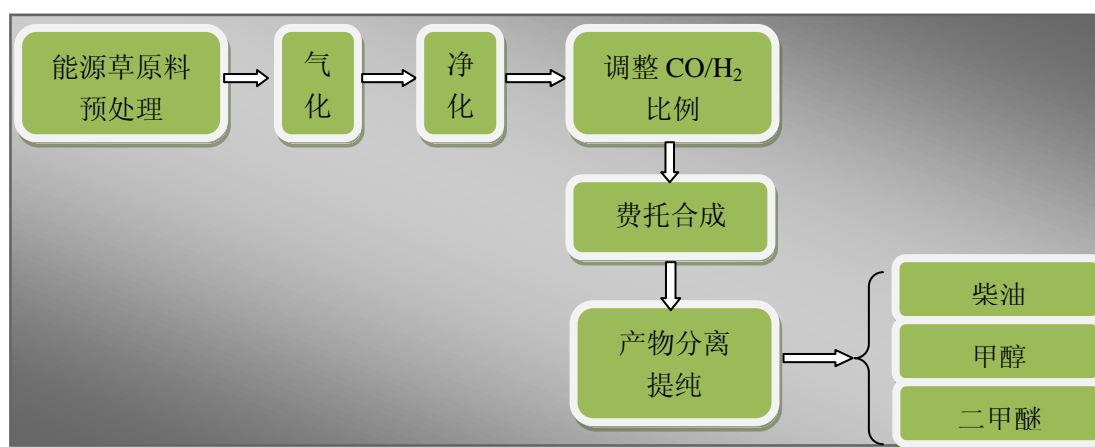 能源草原料
预处理
气
化
净
化
调整 CO/H₂
比例
费托合成
产物分离
提纯
柴油
甲醇
二甲醚